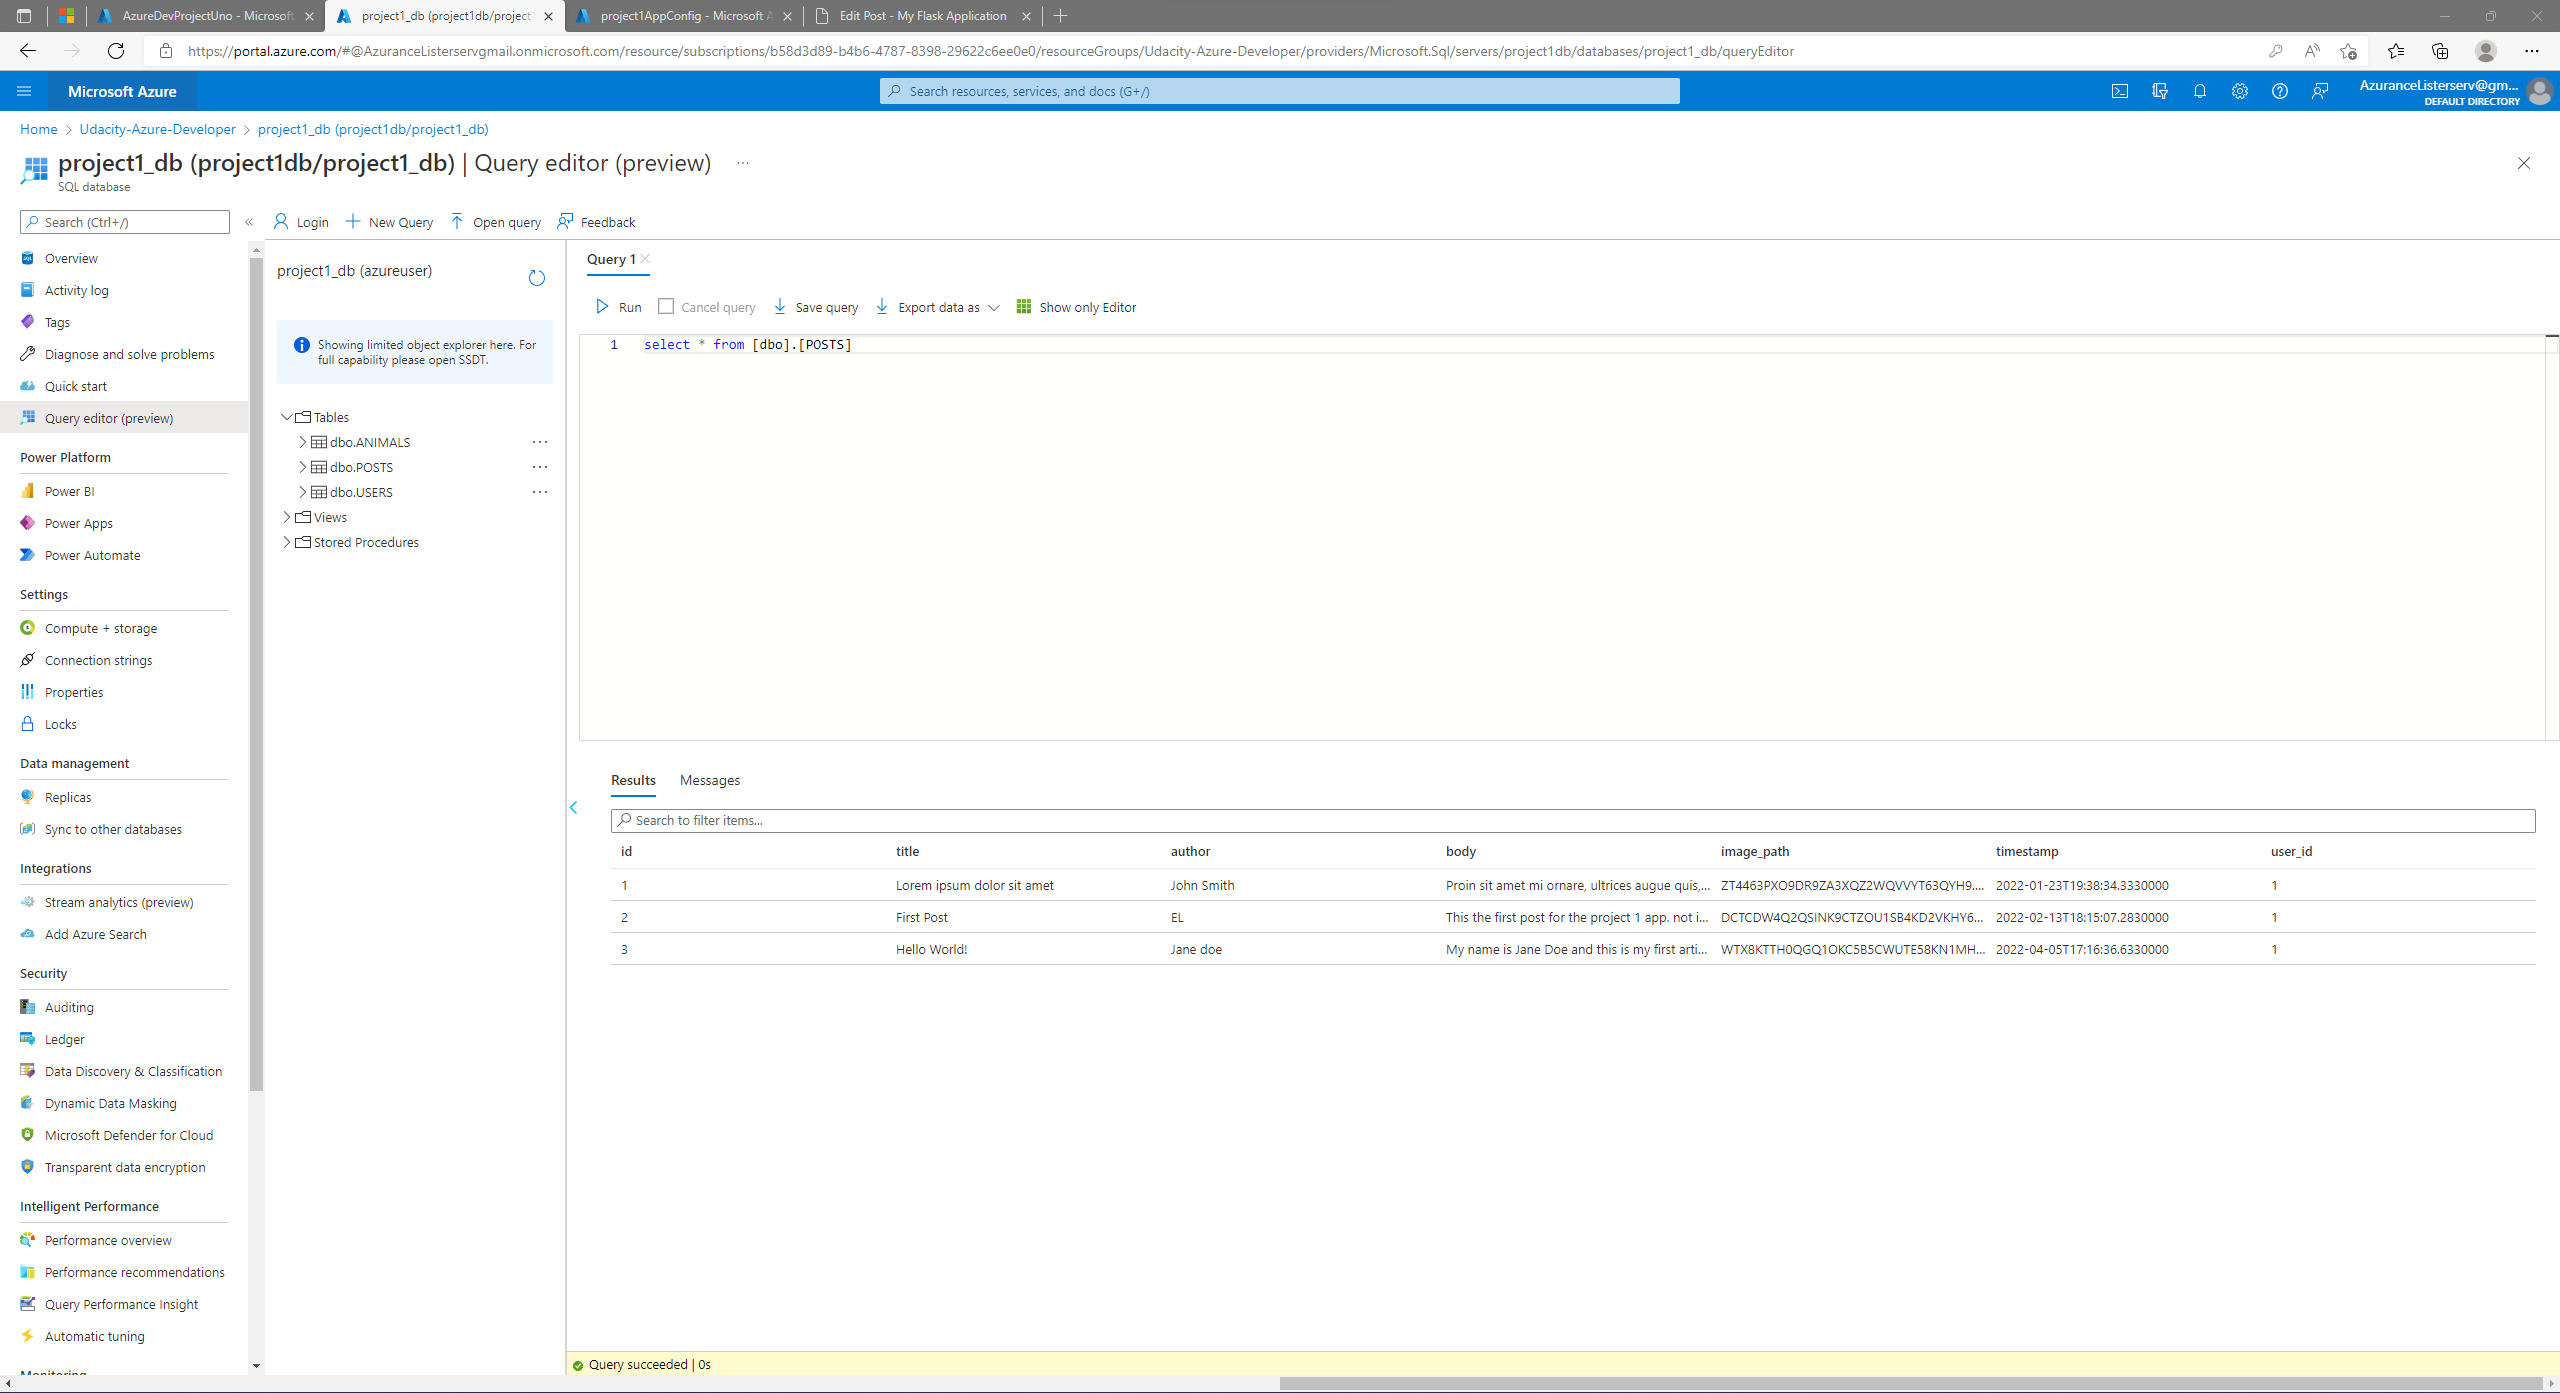 AzureDevProjectUno - Microsoft
project1_db (project1db/project1
project1AppConfig - Microsoft A
Edit Post - My Flask Application
https://portal.azure.com/#@AzuranceListerservgmail.onmicrosoft.com/resource/subscriptions/b58d3d89-b4b6-4787-8398-29622c6ee0e0/resourceGroups/Udacity-Azure-Developer/providers/Microsoft.Sql/servers/project1db/databases/project1_db/queryEditor
Microsoft Azure
Search resources, services, and docs (G+/)
AzuranceListerserv@gm...
DEFAULT DIRECTORY
Home > Udacity-Azure-Developer > project1_db (project1db/project1_db)
project1_db (project1db/project1_db) | Query editor (preview) ...
SQL database
Search (Ctrl+/)
Login
New Query
Open query
Feedback
Overview
Activity log
Tags
Diagnose and solve problems
Quick start
Query editor (preview)
Power Platform
Power BI
Power Apps
Power Automate
Settings
Compute + storage
Connection strings
Properties
Locks
Data management
Replicas
Sync to other databases
Integrations
Stream analytics (preview)
Add Azure Search
Security
Auditing
Ledger
Data Discovery & Classification
Dynamic Data Masking
Microsoft Defender for Cloud
Transparent data encryption
Intelligent Performance
Performance overview
Performance recommendations
Query Performance Insight
Automatic tuning
Monitoring
project1_db (azureuser)
Showing limited object explorer here. For
full capability please open SSDT.
Tables
dbo.ANIMALS
dbo.POSTS
dbo.USERS
Views
Stored Procedures
Query 1
Run
Cancel query
Save query
Export data as
Show only Editor
1 select * from [dbo].[POSTS]
Results Messages
Search to filter items...
id title author body image_path timestamp user_id
1 Lorem ipsum dolor sit amet John Smith Proin sit amet mi ornare, ultrices augue quis,... ZT4463PXO9DR9ZA3XQZ2WQVVYT63QYH9.... 2022-01-23T19:38:34.3330000 1
2 First Post EL This the first post for the project 1 app. not i... DCTCDW4Q2QSINK9CTZOU1SB4KD2VKHY6... 2022-02-13T18:15:07.2830000 1
3 Hello World! Jane doe My name is Jane Doe and this is my first arti... WTX8KTTH0QGQ1OKC5B5CWUTE58KN1MH... 2022-04-05T17:16:36.6330000 1
Query succeeded | 0s